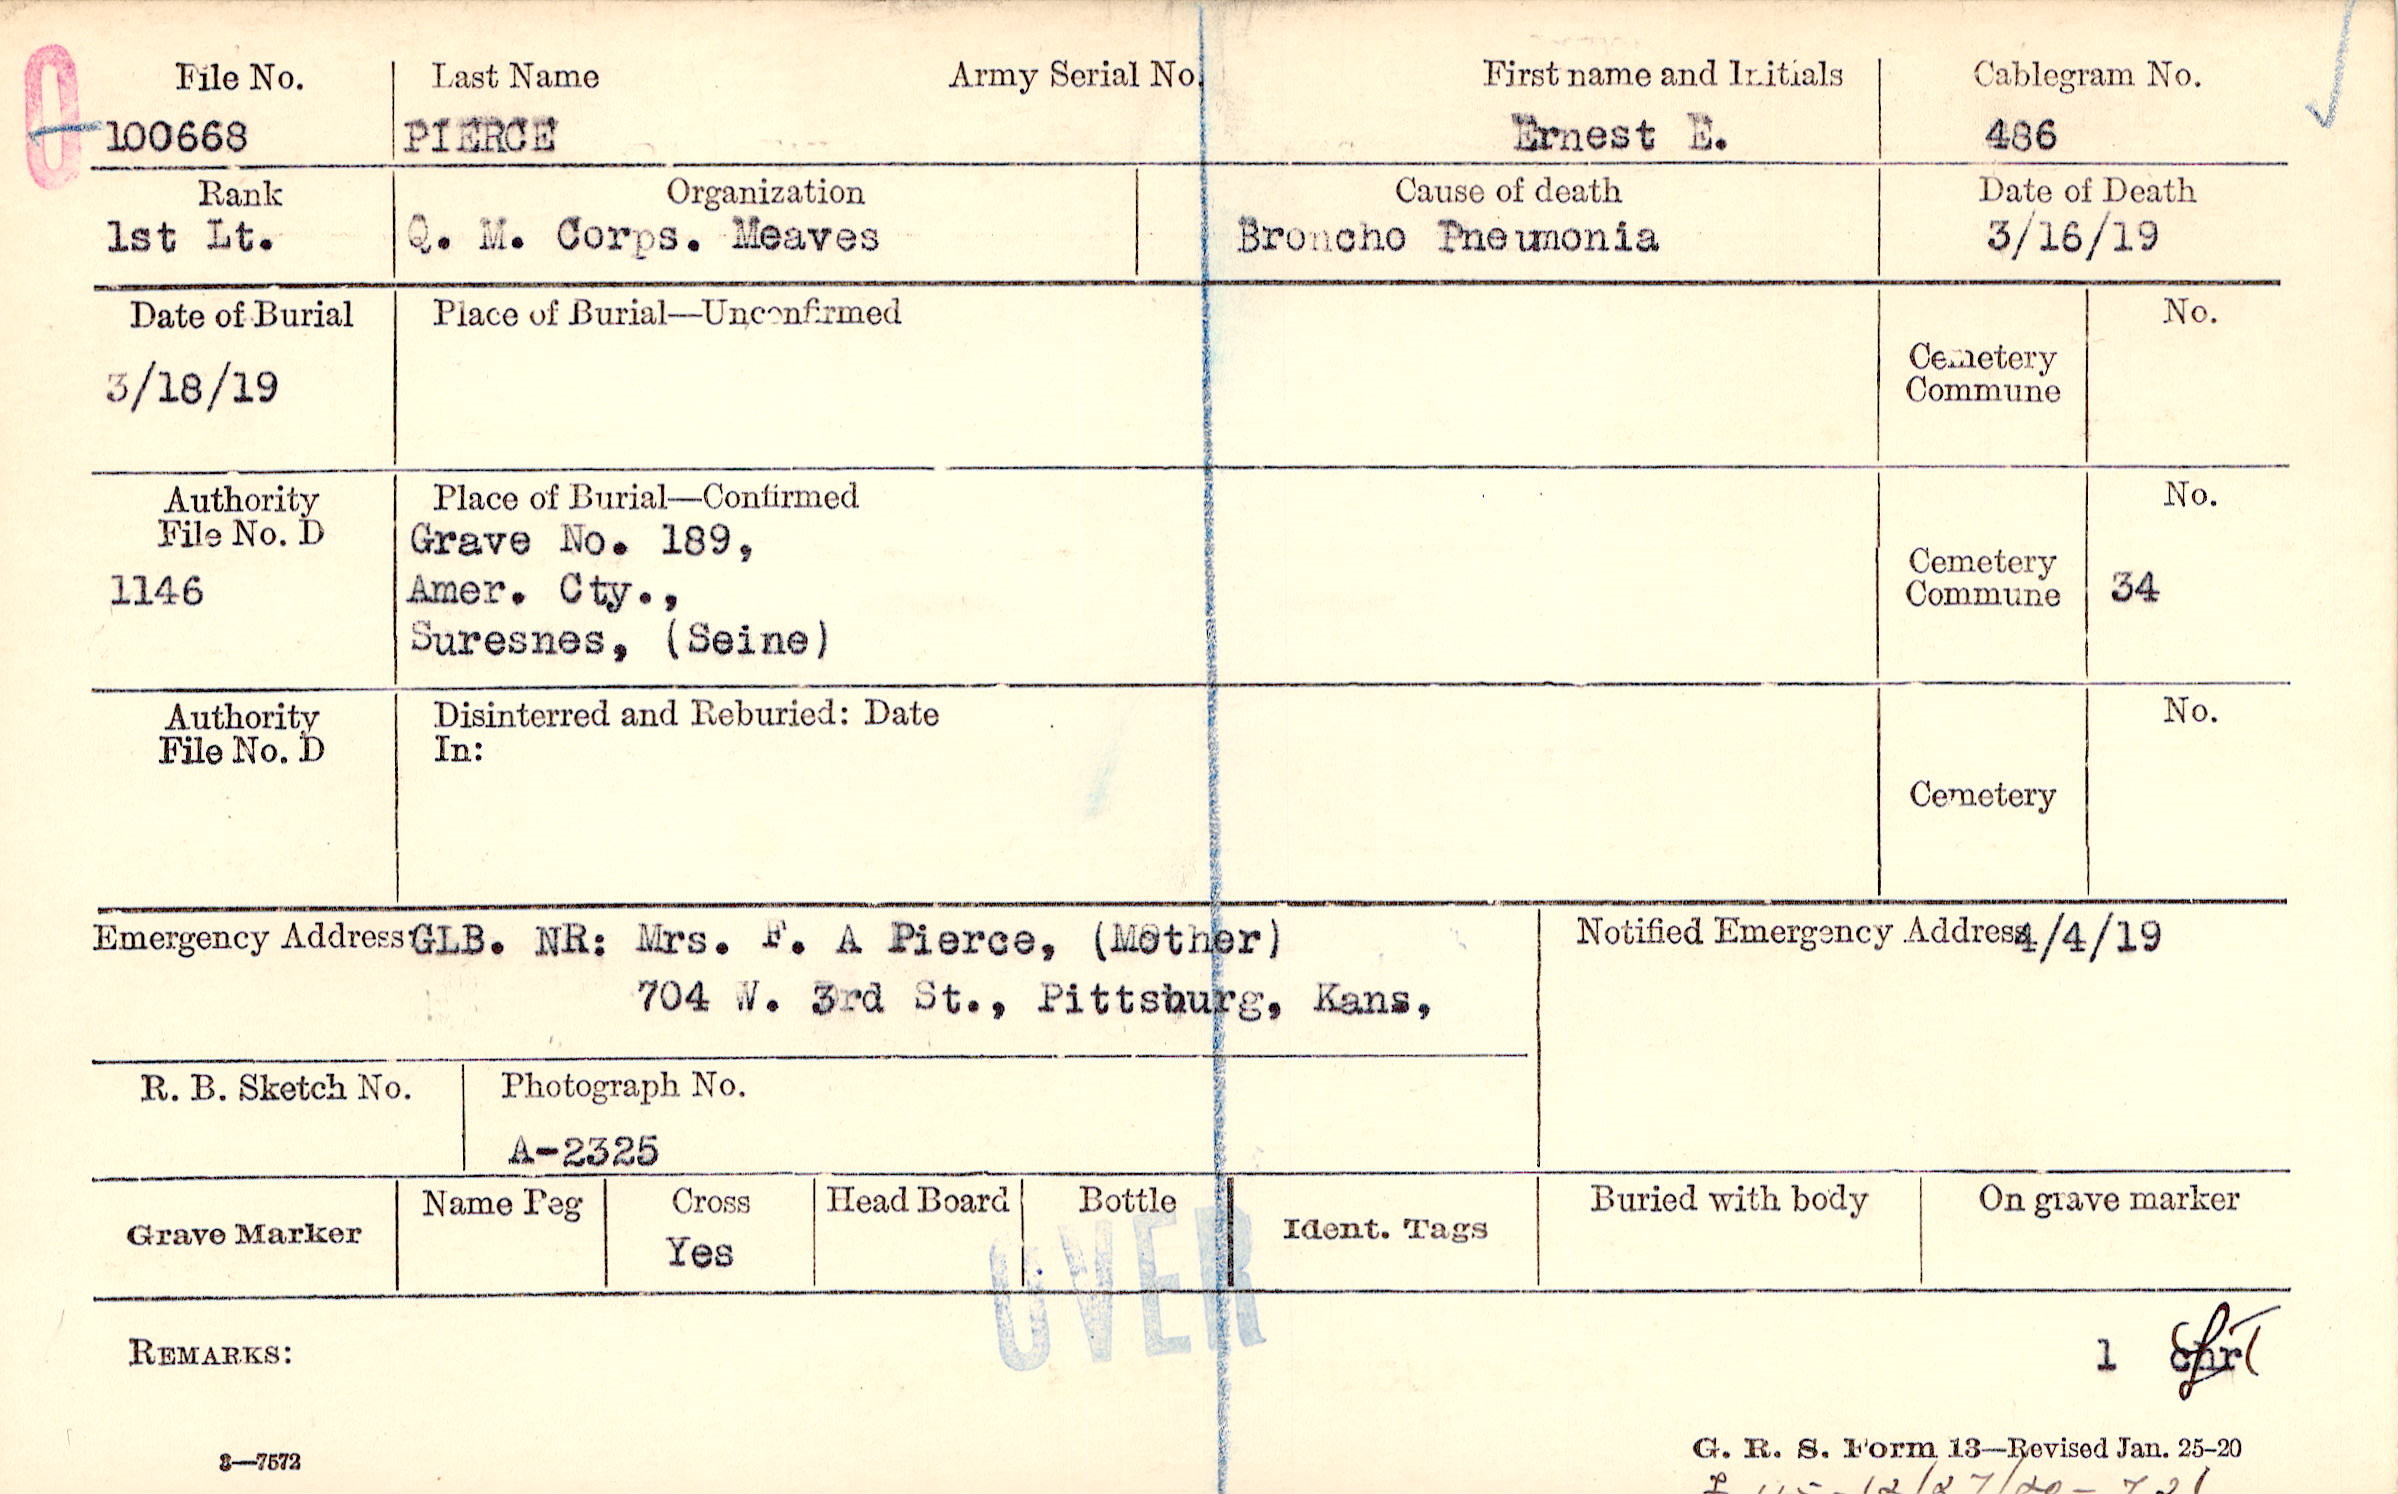 File No. Last Name Army Serial No. First name and Initials Cablegram No.
100668 PIERCE Ernest E. 486
Rank Organization Cause of death Date of Death
1st Lt. Q. M. Corps. Meaves Broncho Pneumonia 3/16/19
Date of Burial Place of Burial—Unconfirmed No.
3/18/19 Cemetery
Commune
Authority Place of Burial—Confirmed No.
File No. D Grave No. 189,
1146 Amer. Cty., Cemetery
Commune 34
Suresnes, (Seine)
Authority Disinterred and Reburied: Date No.
File No. D In:
Cemetery
Emergency Address GLB. NR: Mrs. F. A Pierce, (Mother) Notified Emergency Address 4/4/19
704 W. 3rd St., Pittsburg, Kans,
R. B. Sketch No. Photograph No.
A-2325
Grave Marker Name Peg Cross Head Board Bottle Ident. Tags Buried with body On grave marker
Yes
OVER
REMARKS: 1 chr
G. R. S. Form 13—Revised Jan. 25-20
3—7572